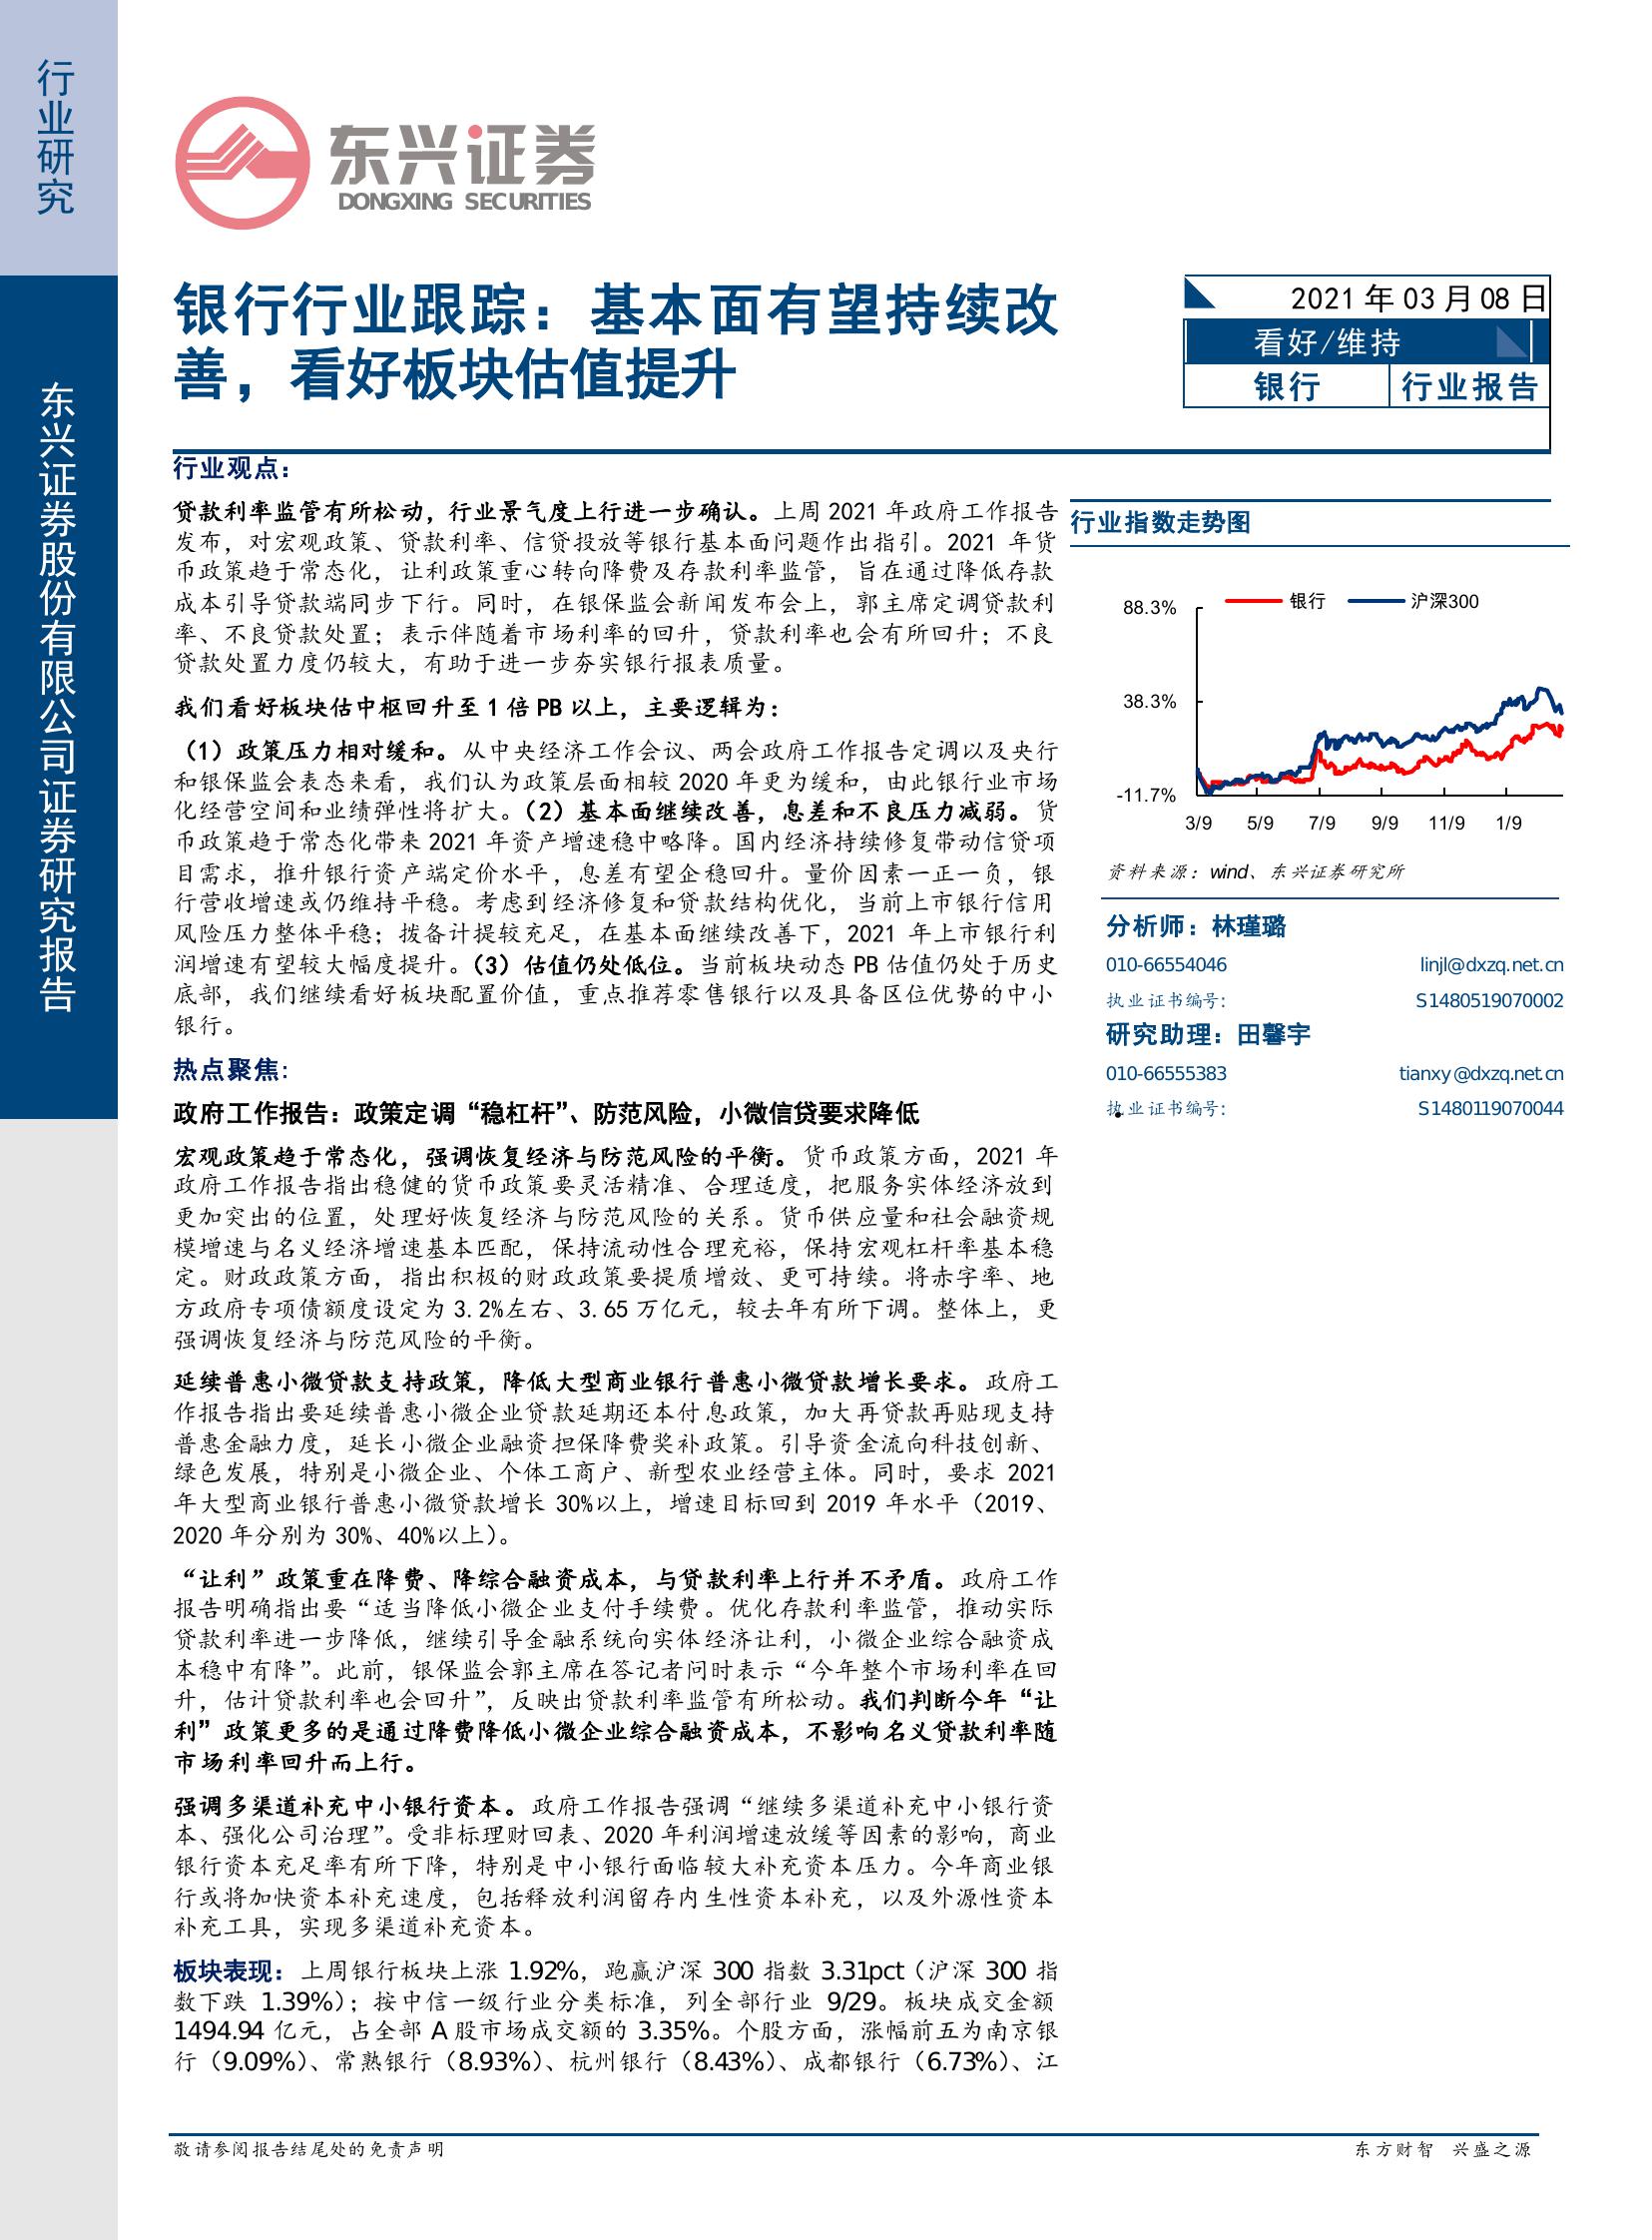 行业研究
东兴证券股份有限公司证券研究报告
东兴证券
DONGXING SECURITIES
银行行业跟踪：基本面有望持续改
善，看好板块估值提升
2021 年 03 月 08 日
看好/维持
银行 行业报告
行业观点：
贷款利率监管有所松动，行业景气度上行进一步确认。上周 2021 年政府工作报告
发布，对宏观政策、贷款利率、信贷投放等银行基本面问题作出指引。2021 年货
币政策趋于常态化，让利政策重心转向降费及存款利率监管，旨在通过降低存款
成本引导贷款端同步下行。同时，在银保监会新闻发布会上，郭主席定调贷款利
率、不良贷款处置；表示伴随着市场利率的回升，贷款利率也会有所回升；不良
贷款处置力度仍较大，有助于进一步夯实银行报表质量。
我们看好板块估中枢回升至 1 倍 PB 以上，主要逻辑为：
（1）政策压力相对缓和。从中央经济工作会议、两会政府工作报告定调以及央行
和银保监会表态来看，我们认为政策层面相较 2020 年更为缓和，由此银行业市场
化经营空间和业绩弹性将扩大。（2）基本面继续改善，息差和不良压力减弱。货
币政策趋于常态化带来 2021 年资产增速稳中略降。国内经济持续修复带动信贷项
目需求，推升银行资产端定价水平，息差有望企稳回升。量价因素一正一负，银
行营收增速或仍维持平稳。考虑到经济修复和贷款结构优化，当前上市银行信用
风险压力整体平稳；拨备计提较充足，在基本面继续改善下，2021 年上市银行利
润增速有望较大幅度提升。（3）估值仍处低位。当前板块动态 PB 估值仍处于历史
底部，我们继续看好板块配置价值，重点推荐零售银行以及具备区位优势的中小
银行。
热点聚焦：
政府工作报告：政策定调“稳杠杆”、防范风险，小微信贷要求降低
宏观政策趋于常态化，强调恢复经济与防范风险的平衡。货币政策方面，2021 年
政府工作报告指出稳健的货币政策要灵活精准、合理适度，把服务实体经济放到
更加突出的位置，处理好恢复经济与防范风险的关系。货币供应量和社会融资规
模增速与名义经济增速基本匹配，保持流动性合理充裕，保持宏观杠杆率基本稳
定。财政政策方面，指出积极的财政政策要提质增效、更可持续。将赤字率、地
方政府专项债额度设定为 3.2%左右、3.65 万亿元，较去年有所下调。整体上，更
强调恢复经济与防范风险的平衡。
延续普惠小微贷款支持政策，降低大型商业银行普惠小微贷款增长要求。政府工
作报告指出要延续普惠小微企业贷款延期还本付息政策，加大再贷款再贴现支持
普惠金融力度，延长小微企业融资担保降费奖补政策。引导资金流向科技创新、
绿色发展，特别是小微企业、个体工商户、新型农业经营主体。同时，要求 2021
年大型商业银行普惠小微贷款增长 30%以上，增速目标回到 2019 年水平（2019、
2020 年分别为 30%、40%以上）。
“让利”政策重在降费、降综合融资成本，与贷款利率上行并不矛盾。政府工作
报告明确指出要“适当降低小微企业支付手续费。优化存款利率监管，推动实际
贷款利率进一步降低，继续引导金融系统向实体经济让利，小微企业综合融资成
本稳中有降”。此前，银保监会郭主席在答记者问时表示“今年整个市场利率在回
升，估计贷款利率也会回升”，反映出贷款利率监管有所松动。我们判断今年“让
利”政策更多的是通过降费降低小微企业综合融资成本，不影响名义贷款利率随
市场利率回升而上行。
强调多渠道补充中小银行资本。政府工作报告强调“继续多渠道补充中小银行资
本、强化公司治理”。受非标理财回表、2020 年利润增速放缓等因素的影响，商业
银行资本充足率有所下降，特别是中小银行面临较大补充资本压力。今年商业银
行或将加快资本补充速度，包括释放利润留存内生性资本补充，以及外源性资本
补充工具，实现多渠道补充资本。
板块表现：上周银行板块上涨 1.92%，跑赢沪深 300 指数 3.31pct（沪深 300 指
数下跌 1.39%）；按中信一级行业分类标准，列全部行业 9/29。板块成交金额
1494.94 亿元，占全部 A 股市场成交额的 3.35%。个股方面，涨幅前五为南京银
行（9.09%）、常熟银行（8.93%）、杭州银行（8.43%）、成都银行（6.73%）、江
行业指数走势图
银行 沪深300
88.3%
38.3%
-11.7%
3/9 5/9 7/9 9/9 11/9 1/9
资料来源：wind、东兴证券研究所
分析师：林瑾璐
010-66554046 linjl@dxzq.net.cn
执业证书编号： S1480519070002
研究助理：田馨宇
010-66555383 tianxy@dxzq.net.cn
执业证书编号： S1480119070044
敬请参阅报告结尾处的免责声明
东方财智 兴盛之源